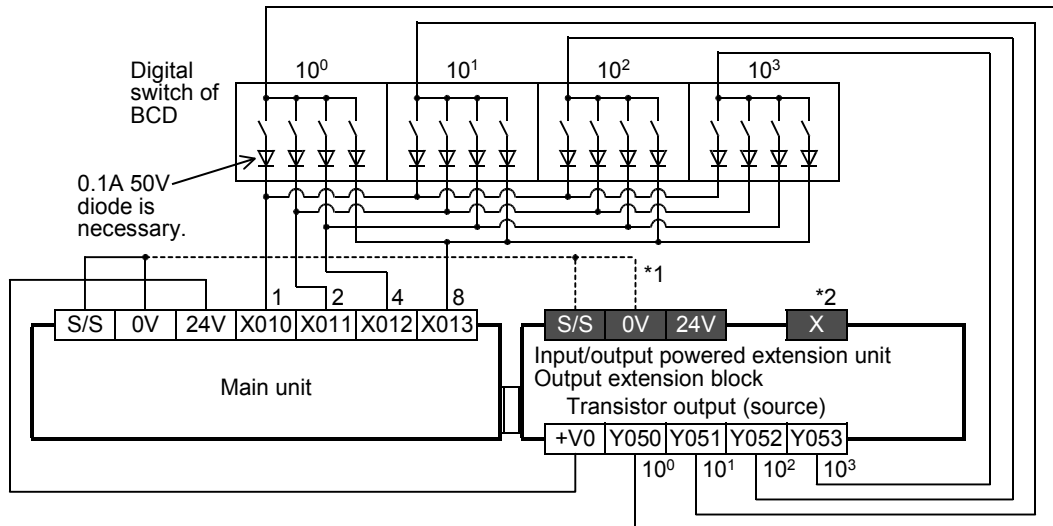 Digital
switch of
BCD
10⁰ 10¹ 10² 10³
0.1A 50V
diode is
necessary.
*1
1 2 4 8 *2
S/S 0V 24V X010 X011 X012 X013 S/S 0V 24V X
Main unit
Input/output powered extension unit
Output extension block
Transistor output (source)
+V0 Y050 Y051 Y052 Y053
10⁰ 10¹ 10² 10³